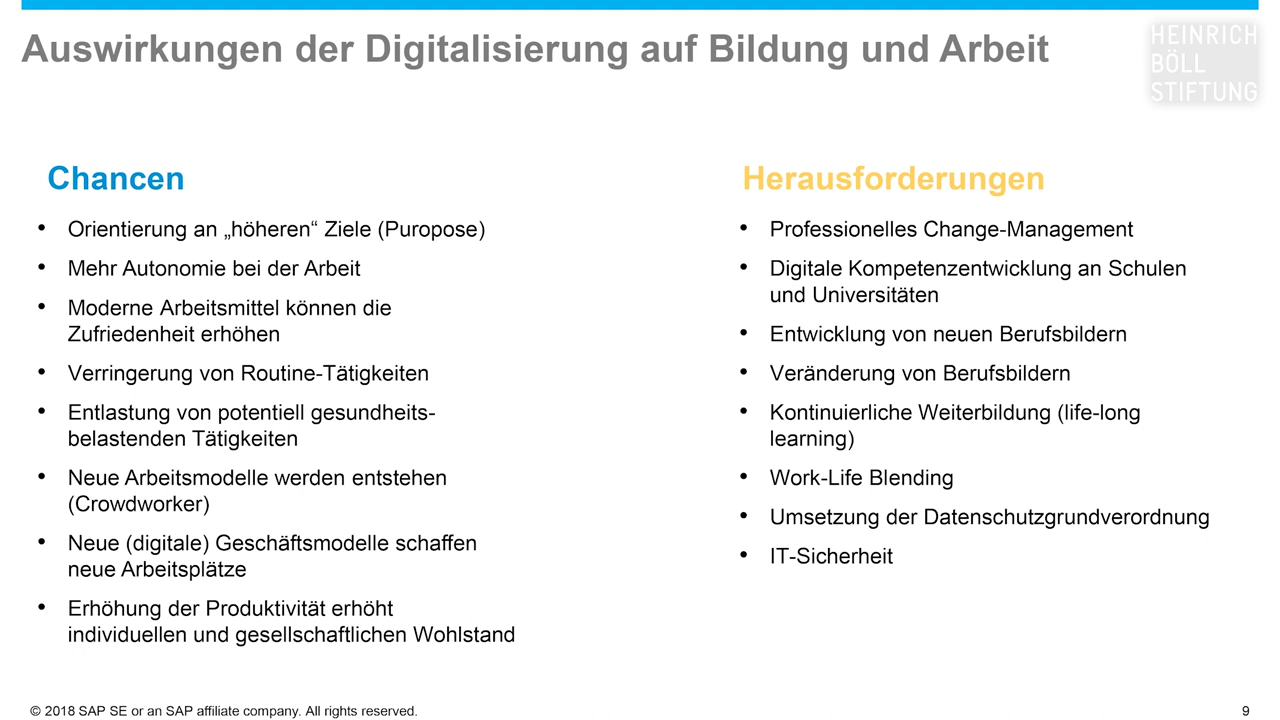 Auswirkungen der Digitalisierung auf Bildung und Arbeit
HEINRICH
BÖLL
STIFTUNG
Chancen
• Orientierung an „höheren“ Ziele (Puropose)
• Mehr Autonomie bei der Arbeit
• Moderne Arbeitsmittel können die
Zufriedenheit erhöhen
• Verringerung von Routine-Tätigkeiten
• Entlastung von potentiell gesundheits-
belastenden Tätigkeiten
• Neue Arbeitsmodelle werden entstehen
(Crowdworker)
• Neue (digitale) Geschäftsmodelle schaffen
neue Arbeitsplätze
• Erhöhung der Produktivität erhöht
individuellen und gesellschaftlichen Wohlstand
Herausforderungen
• Professionelles Change-Management
• Digitale Kompetenzentwicklung an Schulen
und Universitäten
• Entwicklung von neuen Berufsbildern
• Veränderung von Berufsbildern
• Kontinuierliche Weiterbildung (life-long
learning)
• Work-Life Blending
• Umsetzung der Datenschutzgrundverordnung
• IT-Sicherheit
© 2018 SAP SE or an SAP affiliate company. All rights reserved.
9